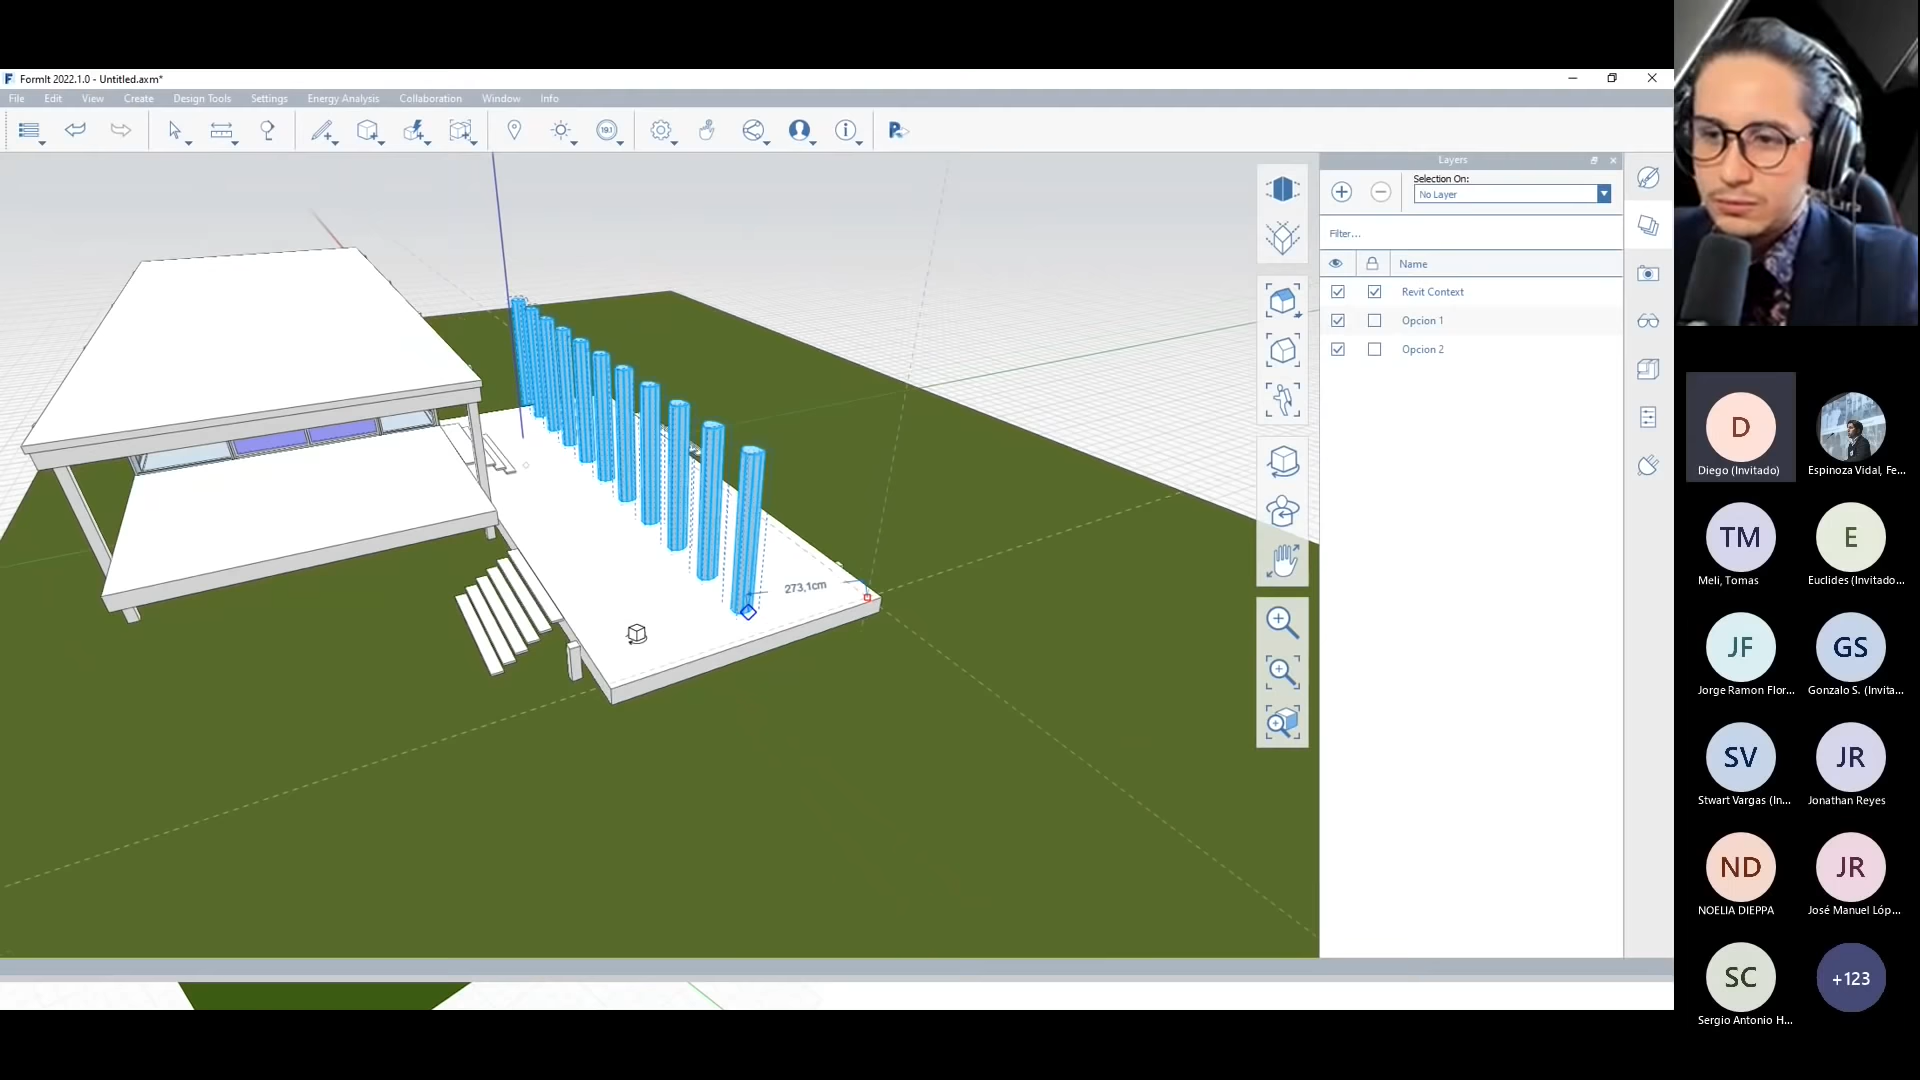 FormIt 2022.1.0 - Untitled.axm*
File Edit View Create Design Tools Settings Energy Analysis Collaboration Window Info
19.1
Layers
Selection On:
No Layer
Filter...
Name
Revit Context
Opcion 1
Opcion 2
273,1cm
D
Diego (Invitado)
Espinoza Vidal, Fe...
TM
Meli, Tomas
E
Euclides (Invitado...
JF
Jorge Ramon Flor...
GS
Gonzalo S. (Invita...
SV
Stwart Vargas (In...
JR
Jonathan Reyes
ND
NOELIA DIEPPA
JR
José Manuel Lóp...
SC
Sergio Antonio H...
+123